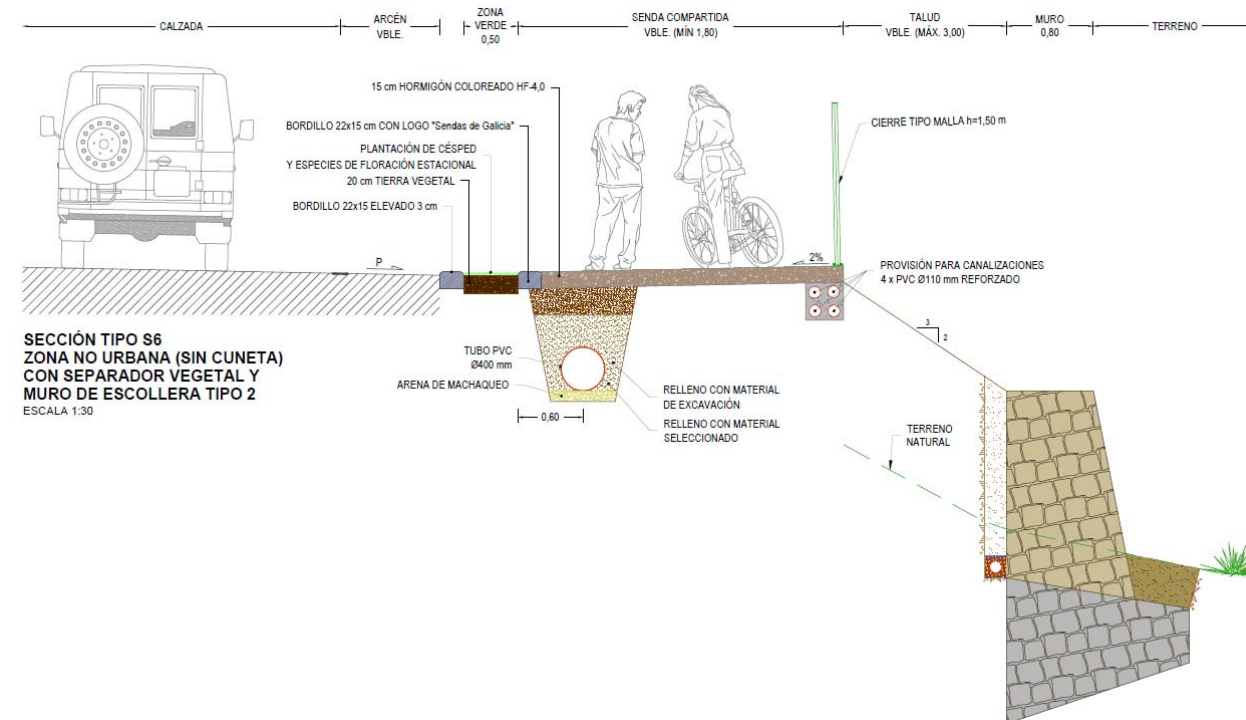 CALZADA
ARCÉN
VBLE.
ZONA
VERDE
0,50
SENDA COMPARTIDA
VBLE. (MÍN 1,80)
TALUD
VBLE. (MÁX. 3,00)
MURO
0,80
TERRENO
15 cm HORMIGÓN COLOREADO HF-4,0
BORDILLO 22x15 cm CON LOGO "Sendas de Galicia"
PLANTACIÓN DE CÉSPED
Y ESPECIES DE FLORACIÓN ESTACIONAL
20 cm TIERRA VEGETAL
BORDILLO 22x15 ELEVADO 3 cm
CIERRE TIPO MALLA h=1,50 m
P
2%
PROVISIÓN PARA CANALIZACIONES
4 x PVC Ø110 mm REFORZADO
3
2
SECCIÓN TIPO S6
ZONA NO URBANA (SIN CUNETA)
CON SEPARADOR VEGETAL Y
MURO DE ESCOLLERA TIPO 2
ESCALA 1:30
TUBO PVC
Ø400 mm
ARENA DE MACHAQUEO
0,60
RELLENO CON MATERIAL
DE EXCAVACIÓN
RELLENO CON MATERIAL
SELECCIONADO
TERRENO
NATURAL